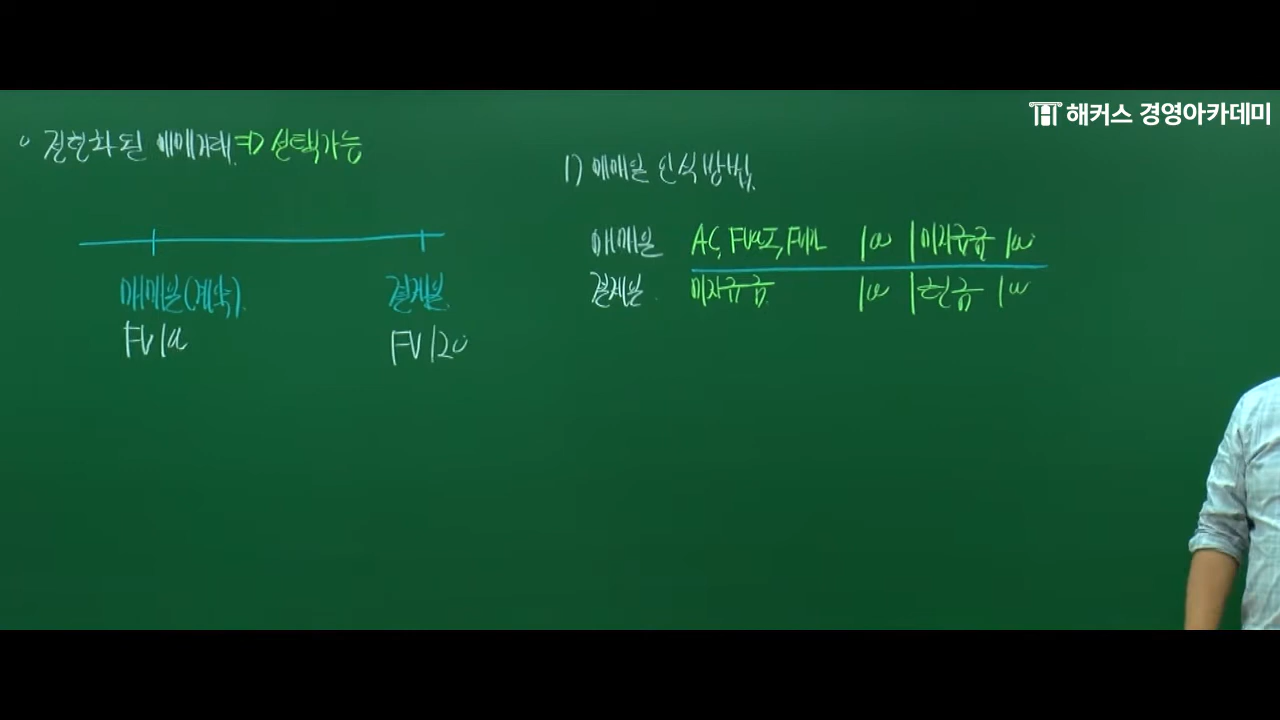 해커스 경영아카데미
정형화된 매매거래 ⇒ 선택가능
매매일(계약) 결제일
FV 100 FV 120
1) 매매일 인식방법
매매일 AC, FVOCI, FVPL 100 | 미지급금 100
결제일 미지급금 100 | 현금 100